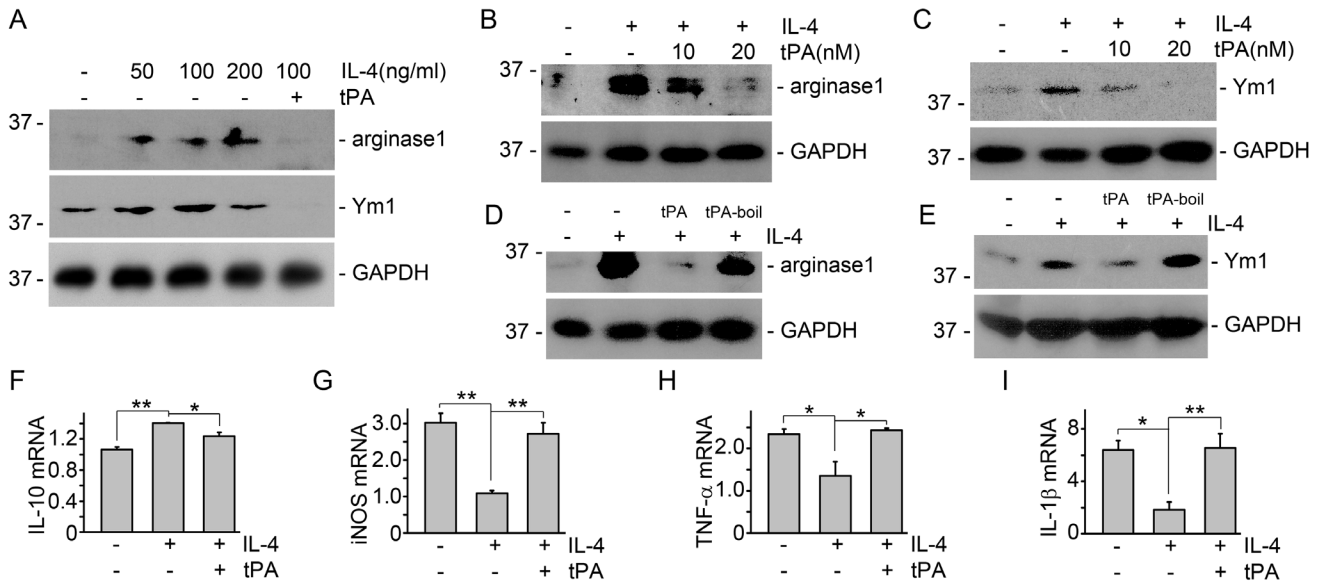 A
- 50 100 200 100 IL-4(ng/ml)
- - - - + tPA
37 - - arginase1
37 - - Ym1
37 - - GAPDH
B
- + + + IL-4
- - 10 20 tPA(nM)
37 - - arginase1
37 - - GAPDH
C
- + + + IL-4
- - 10 20 tPA(nM)
37 - - Ym1
37 - - GAPDH
D
- - tPA tPA-boil
- + + + IL-4
37 - - arginase1
37 - - GAPDH
E
- - tPA tPA-boil
- + + + IL-4
37 - - Ym1
37 - - GAPDH
F
IL-10 mRNA
** *
1.2
0.8
0.4
0
- + + IL-4
- - + tPA
G
iNOS mRNA
** **
3.0
2.0
1.0
0
- + + IL-4
- - + tPA
H
TNF-α mRNA
* *
2.0
1.0
0
- + + IL-4
- - + tPA
I
IL-1β mRNA
* **
8
4
0
- + + IL-4
- - + tPA